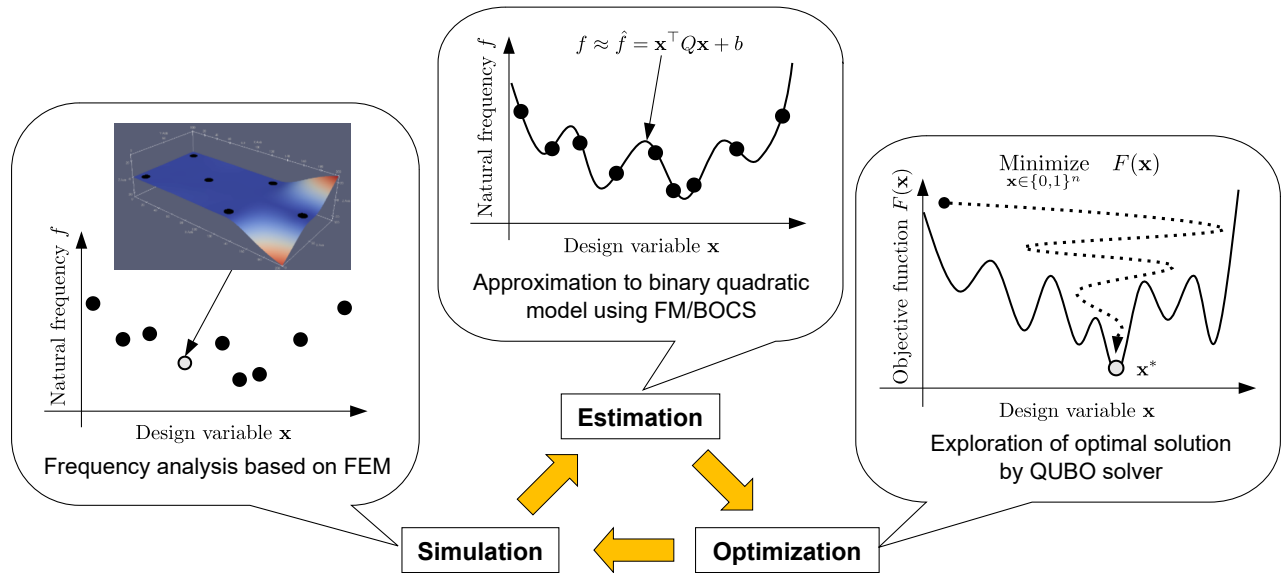 Natural frequency f
Design variable x
Frequency analysis based on FEM
f ≈ f̂ = x⊤Qx + b
Natural frequency f
Design variable x
Approximation to binary quadratic
model using FM/BOCS
Minimize F(x)
x∈{0,1}ⁿ
Objective function F(x)
x*
Design variable x
Exploration of optimal solution
by QUBO solver
Estimation
Simulation
Optimization